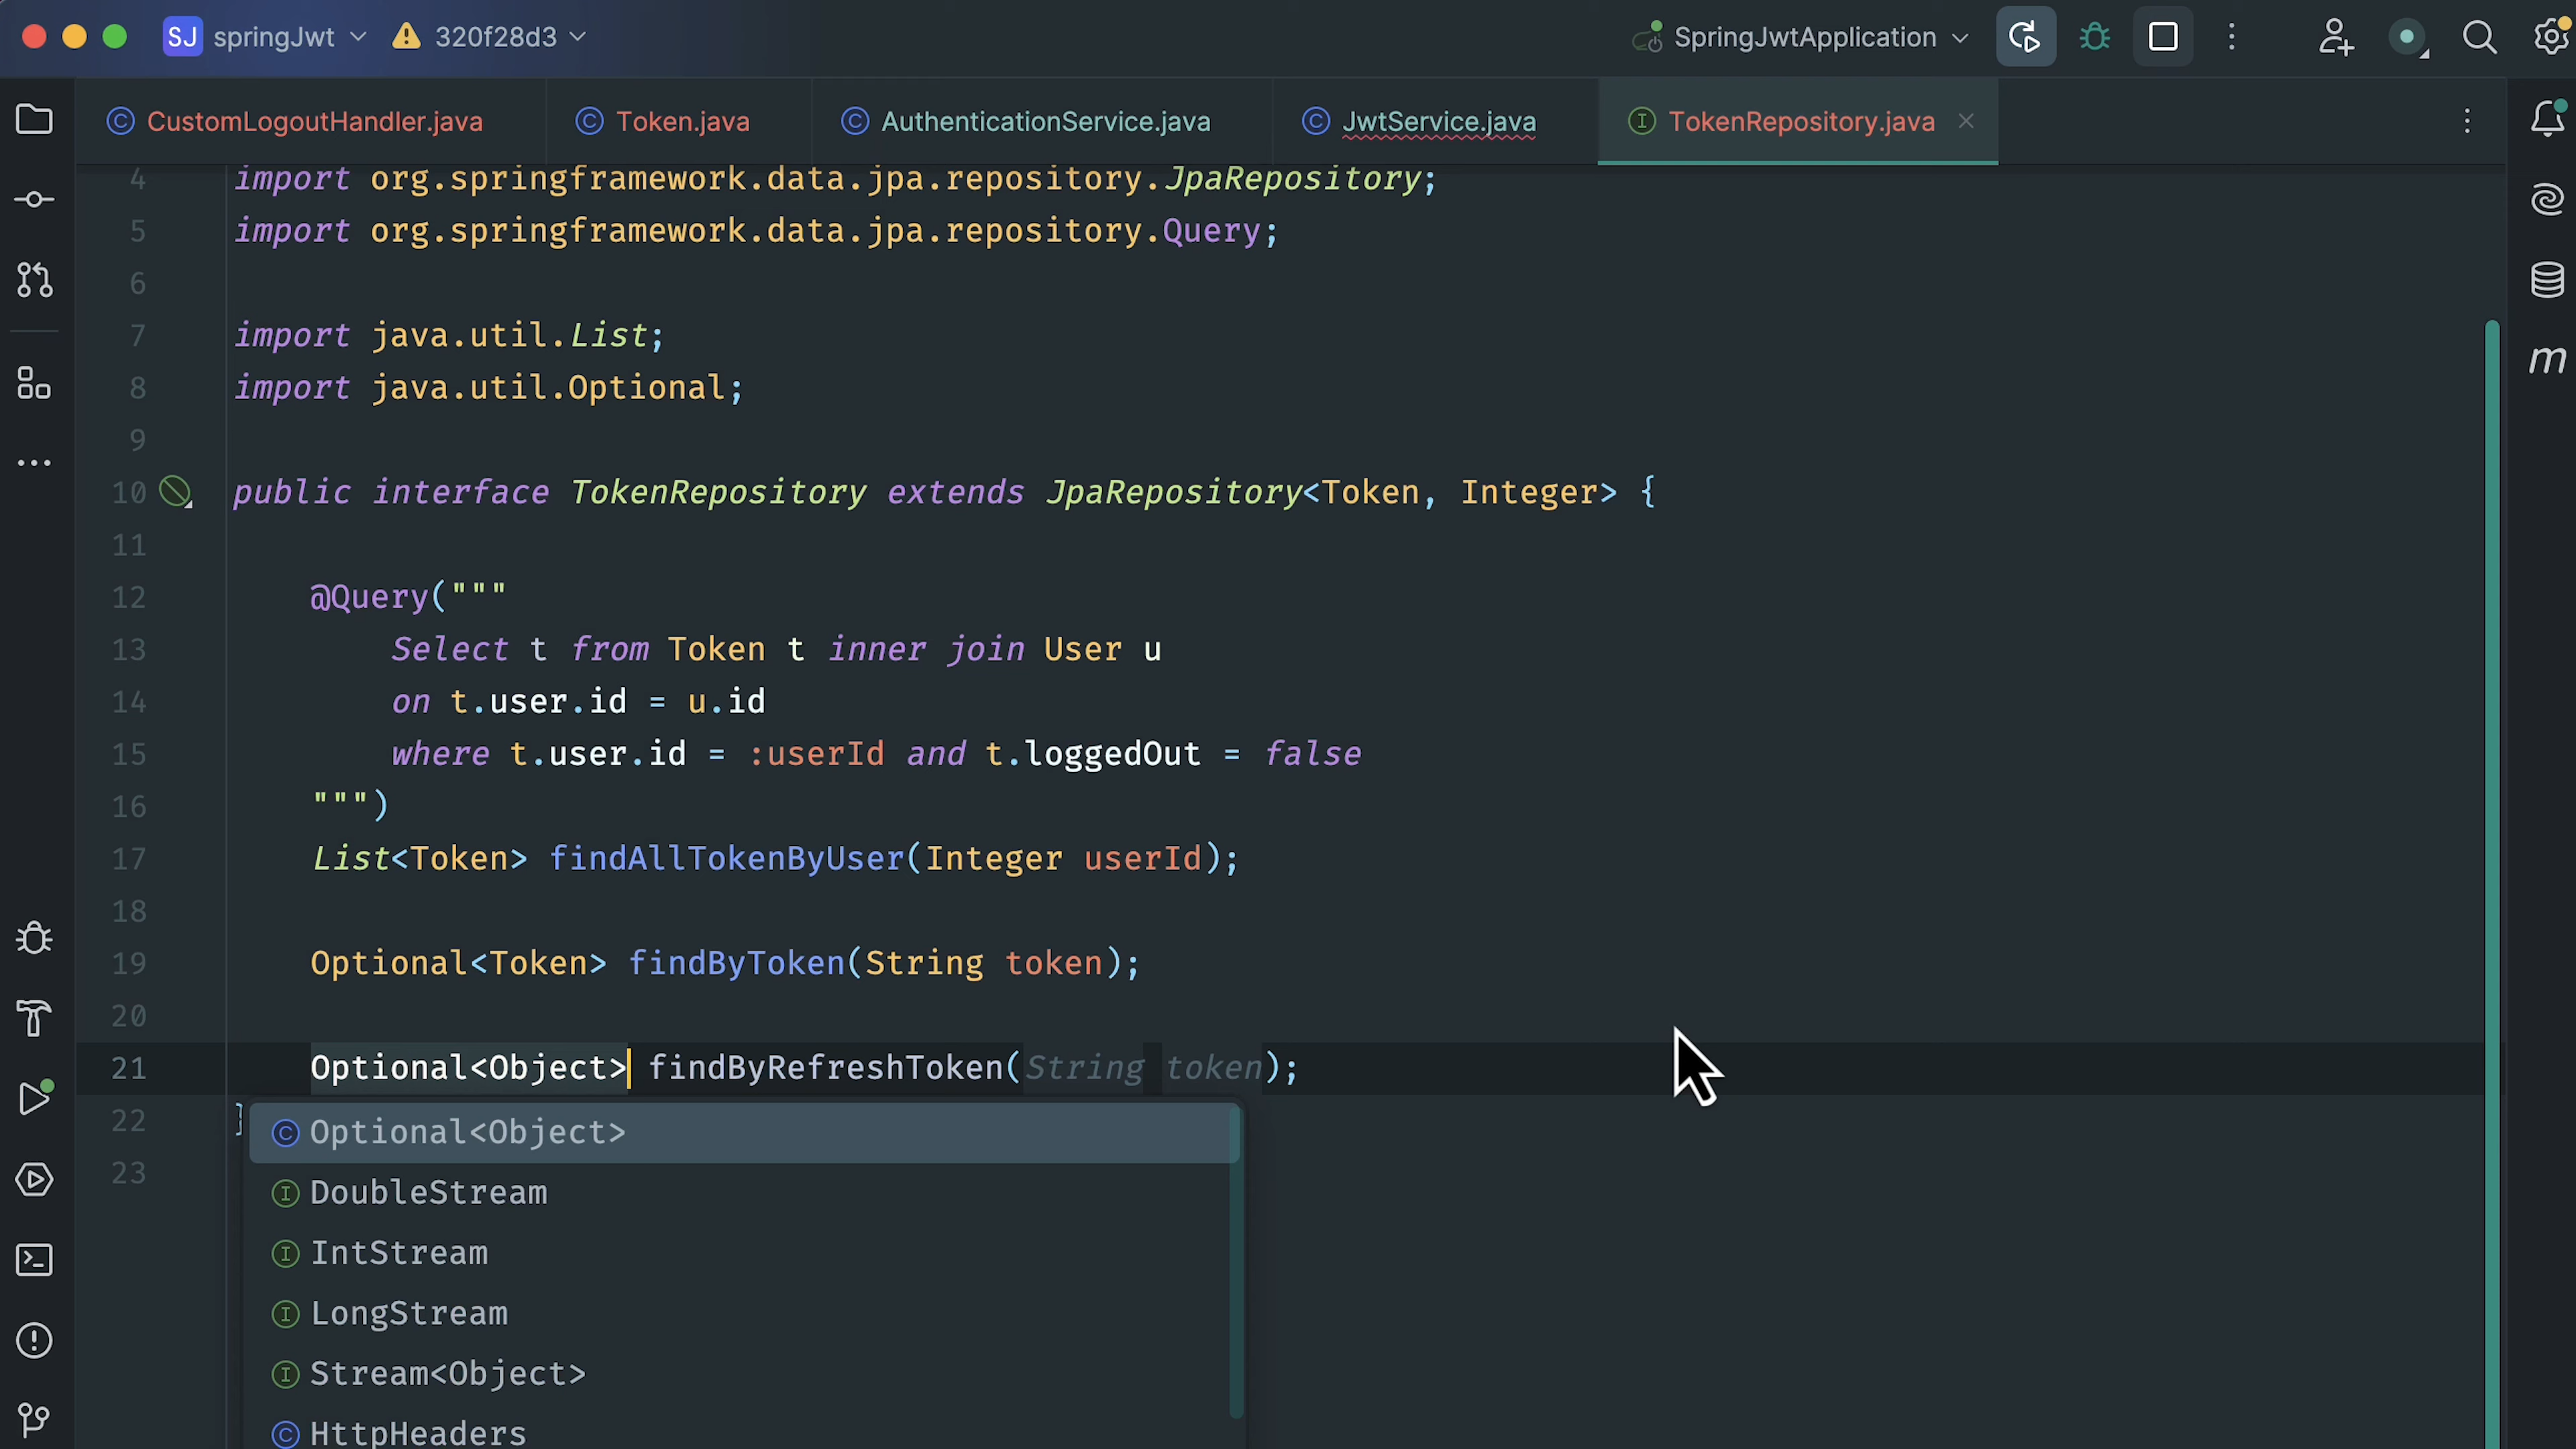 SJ springJwt 320f28d3 SpringJwtApplication
CustomLogoutHandler.java Token.java AuthenticationService.java JwtService.java TokenRepository.java
4 import org.springframework.data.jpa.repository.JpaRepository;
5 import org.springframework.data.jpa.repository.Query;
6
7 import java.util.List;
8 import java.util.Optional;
9
10 public interface TokenRepository extends JpaRepository<Token, Integer> {
11
12 @Query("""
13 Select t from Token t inner join User u
14 on t.user.id = u.id
15 where t.user.id = :userId and t.loggedOut = false
16 """)
17 List<Token> findAllTokenByUser(Integer userId);
18
19 Optional<Token> findByToken(String token);
20
21 Optional<Object> findByRefreshToken(String token);
22 }
Optional<Object>
23
DoubleStream
IntStream
LongStream
Stream<Object>
HttpHeaders